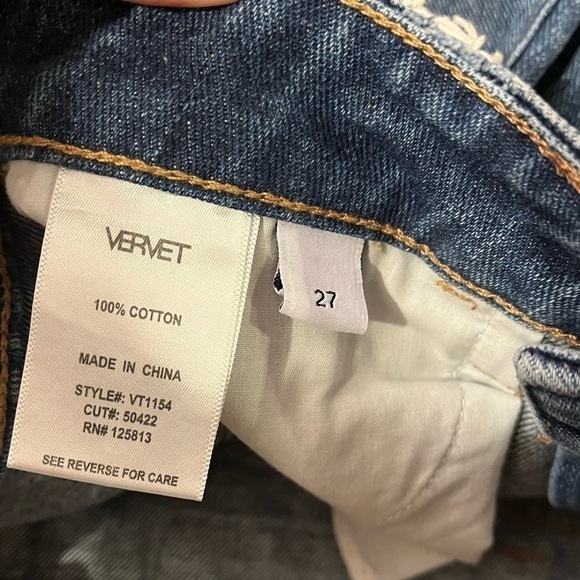 VERVET
100% COTTON
MADE IN CHINA
STYLE#: VT1154
CUT#: 50422
RN# 125813
SEE REVERSE FOR CARE
27